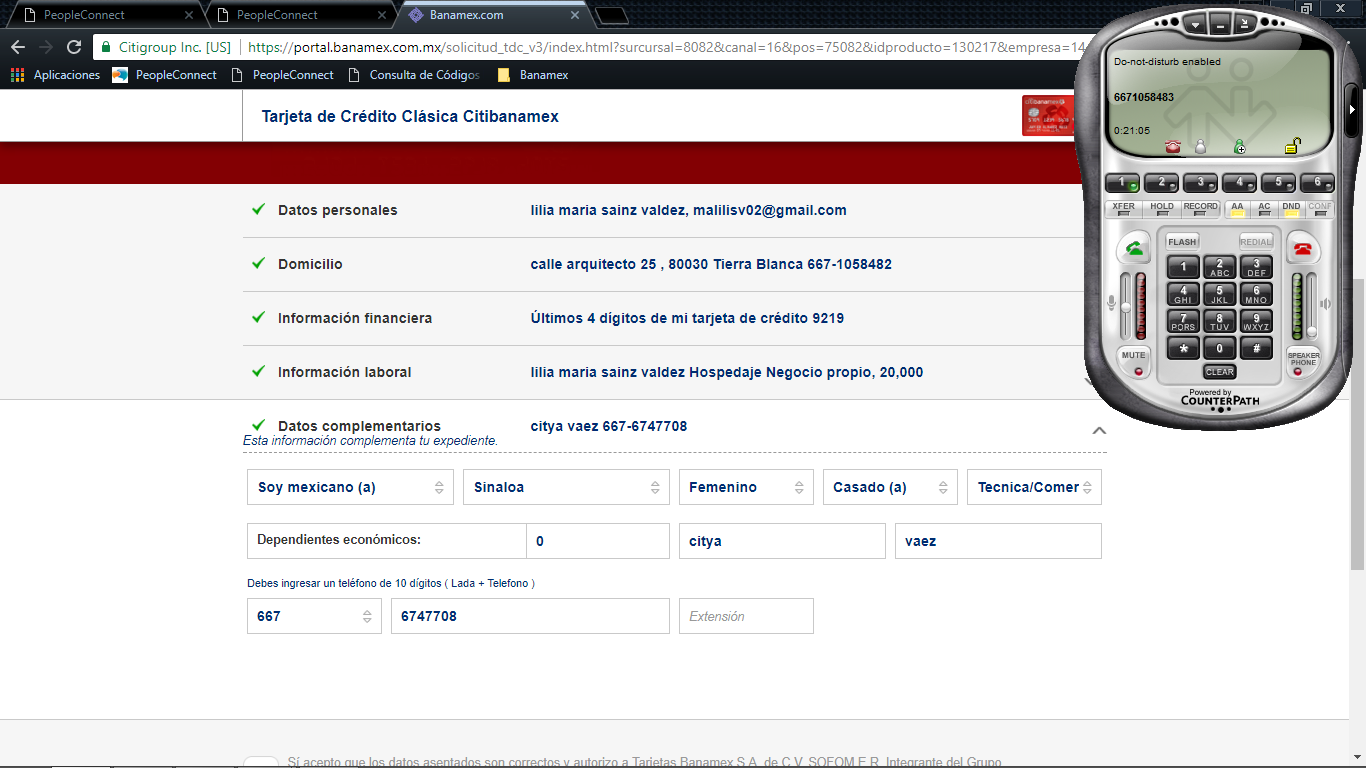 PeopleConnect
PeopleConnect
Banamex.com
Citigroup Inc. [US]
https://portal.banamex.com.mx/solicitud_tdc_v3/index.html?surcursal=8082&canal=16&pos=75082&idproducto=130217&empresa=14
Aplicaciones PeopleConnect PeopleConnect Consulta de Códigos Banamex
Tarjeta de Crédito Clásica Citibanamex
Datos personales lilia maria sainz valdez, malilisv02@gmail.com
Domicilio calle arquitecto 25 , 80030 Tierra Blanca 667-1058482
Información financiera Últimos 4 dígitos de mi tarjeta de crédito 9219
Información laboral lilia maria sainz valdez Hospedaje Negocio propio, 20,000
Datos complementarios citya vaez 667-6747708
Esta información complementa tu expediente.
Soy mexicano (a) Sinaloa Femenino Casado (a) Tecnica/Comer
Dependientes económicos: 0 citya vaez
Debes ingresar un teléfono de 10 dígitos ( Lada + Telefono )
667 6747708 Extensión
Sí acepto que los datos asentados son correctos y autorizo a Tarjetas Banamex S.A. de C.V. SOFOM E.R. Integrante del Grupo
Do-not-disturb enabled
6671058483
0:21:05
1 2 3 4 5 6
XFER HOLD RECORD AA AC DND CONF
FLASH REDIAL
1 2 ABC 3 DEF
4 GHI 5 JKL 6 MNO
7 PQRS 8 TUV 9 WXYZ
* 0 #
MUTE CLEAR SPEAKER PHONE
Powered by
COUNTERPATH